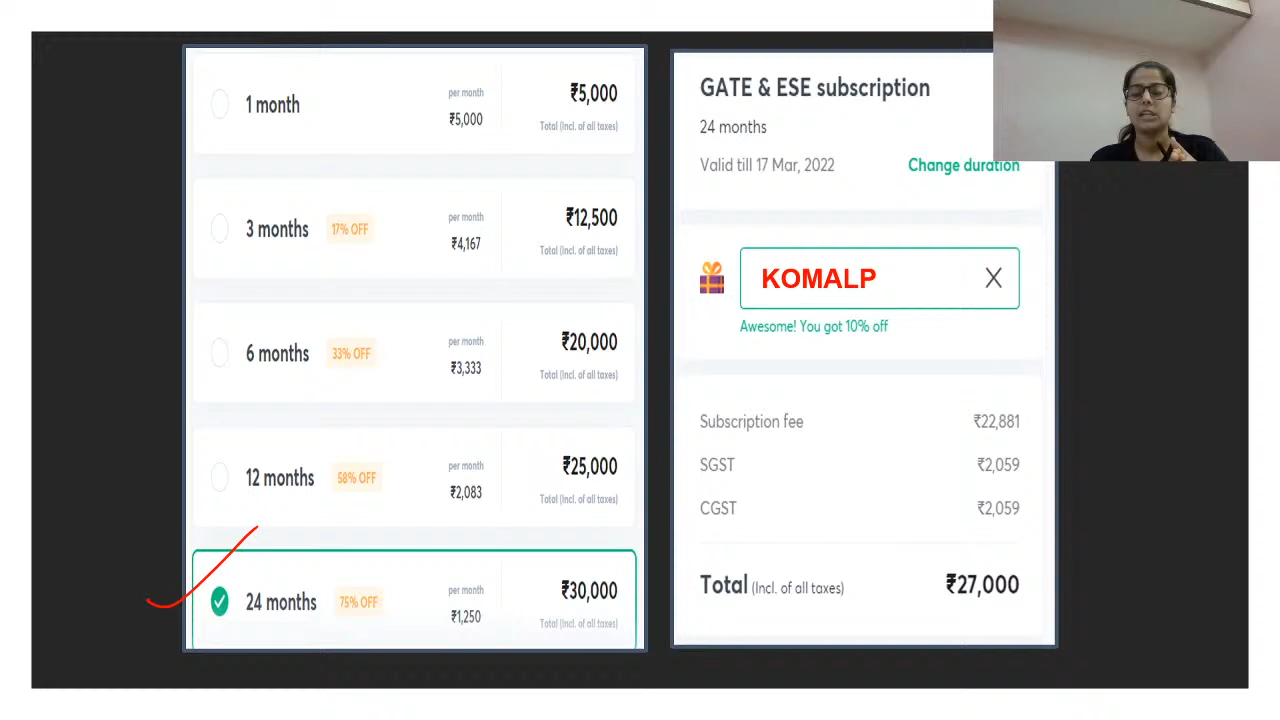 1 month
per month
₹5,000
₹5,000
Total (Incl. of all taxes)
3 months
17% OFF
per month
₹4,167
₹12,500
Total (Incl. of all taxes)
6 months
33% OFF
per month
₹3,333
₹20,000
Total (Incl. of all taxes)
12 months
58% OFF
per month
₹2,083
₹25,000
Total (Incl. of all taxes)
24 months
75% OFF
per month
₹1,250
₹30,000
Total (Incl. of all taxes)
GATE & ESE subscription
24 months
Valid till 17 Mar, 2022
Change duration
KOMALP
X
Awesome! You got 10% off
Subscription fee ₹22,881
SGST ₹2,059
CGST ₹2,059
Total (Incl. of all taxes) ₹27,000